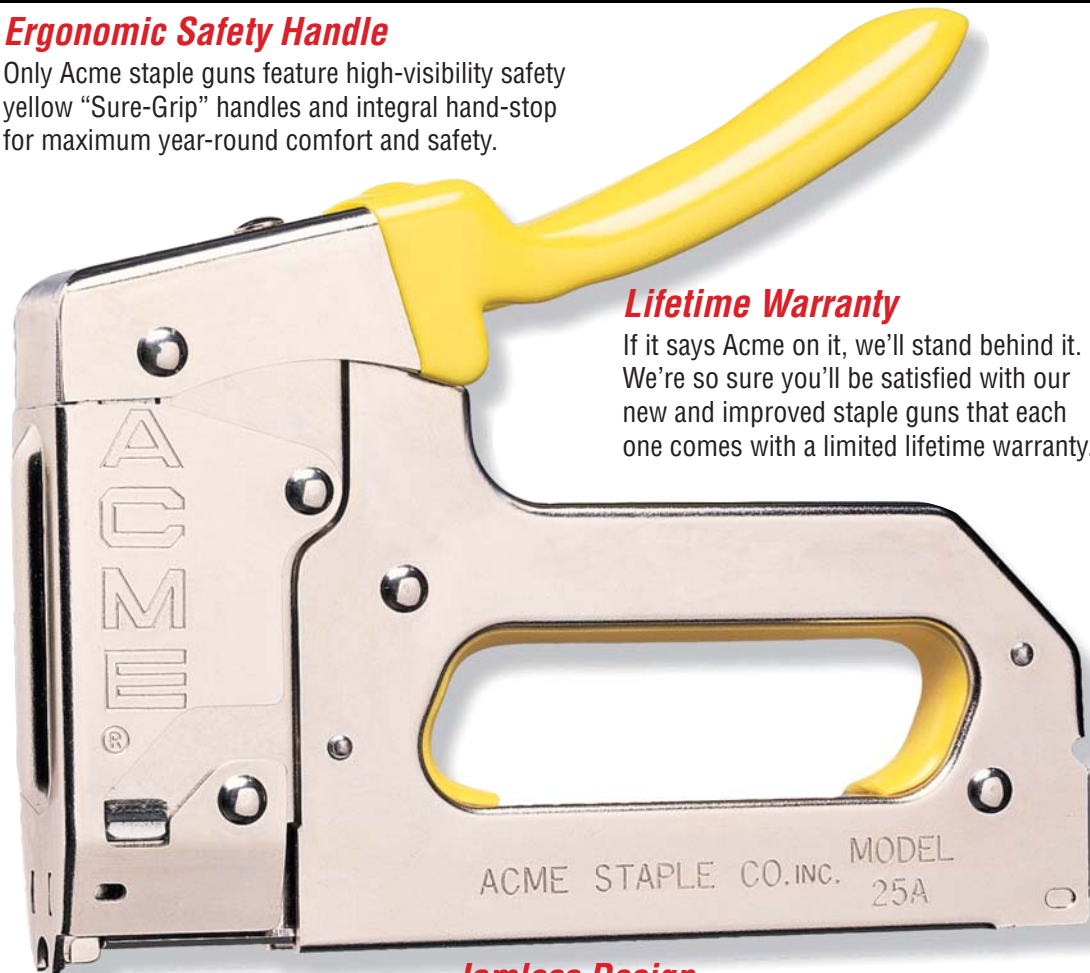 Ergonomic Safety Handle
Only Acme staple guns feature high-visibility safety
yellow “Sure-Grip” handles and integral hand-stop
for maximum year-round comfort and safety.
Lifetime Warranty
If it says Acme on it, we’ll stand behind it.
We’re so sure you’ll be satisfied with our
new and improved staple guns that each
one comes with a limited lifetime warranty.
ACME
®
ACME STAPLE CO. INC. MODEL
25A
Jamless Design